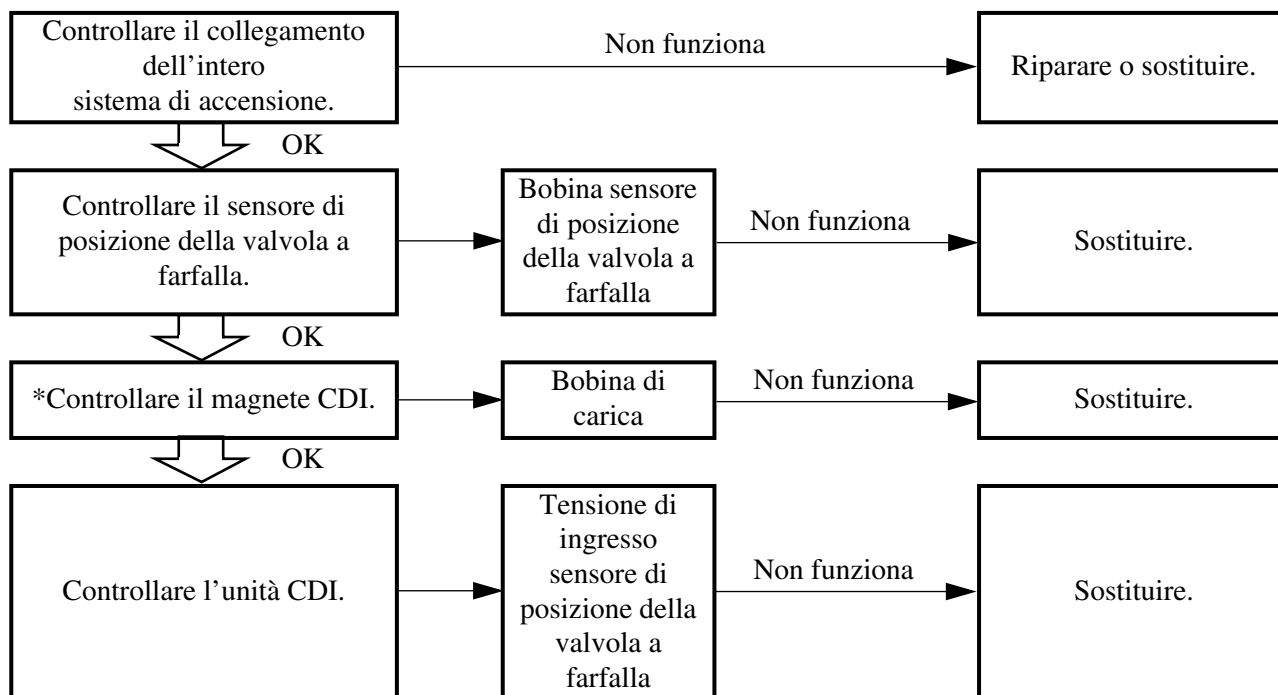 Controllare il collegamento
dell'intero
sistema di accensione.
Non funziona
Riparare o sostituire.
OK
Controllare il sensore di
posizione della valvola a
farfalla.
Bobina sensore
di posizione
della valvola a
farfalla
Non funziona
Sostituire.
OK
*Controllare il magnete CDI.
Bobina di
carica
Non funziona
Sostituire.
OK
Controllare l'unità CDI.
Tensione di
ingresso
sensore di
posizione della
valvola a
farfalla
Non funziona
Sostituire.